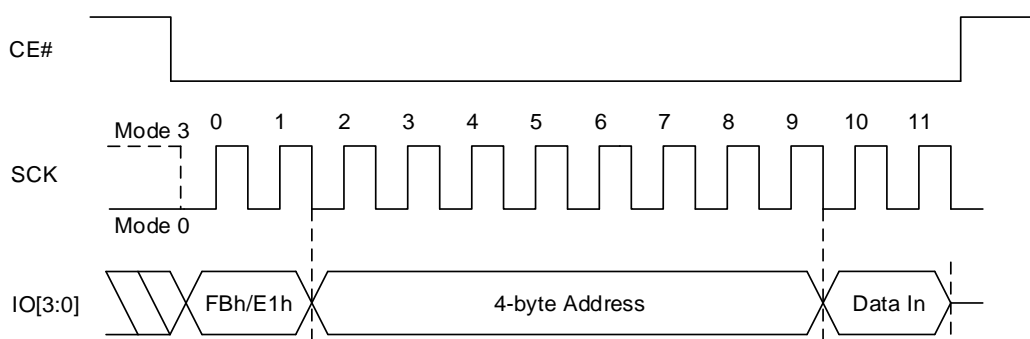 CE#
Mode 3 0 1 2 3 4 5 6 7 8 9 10 11
SCK
Mode 0
IO[3:0] FBh/E1h 4-byte Address Data In